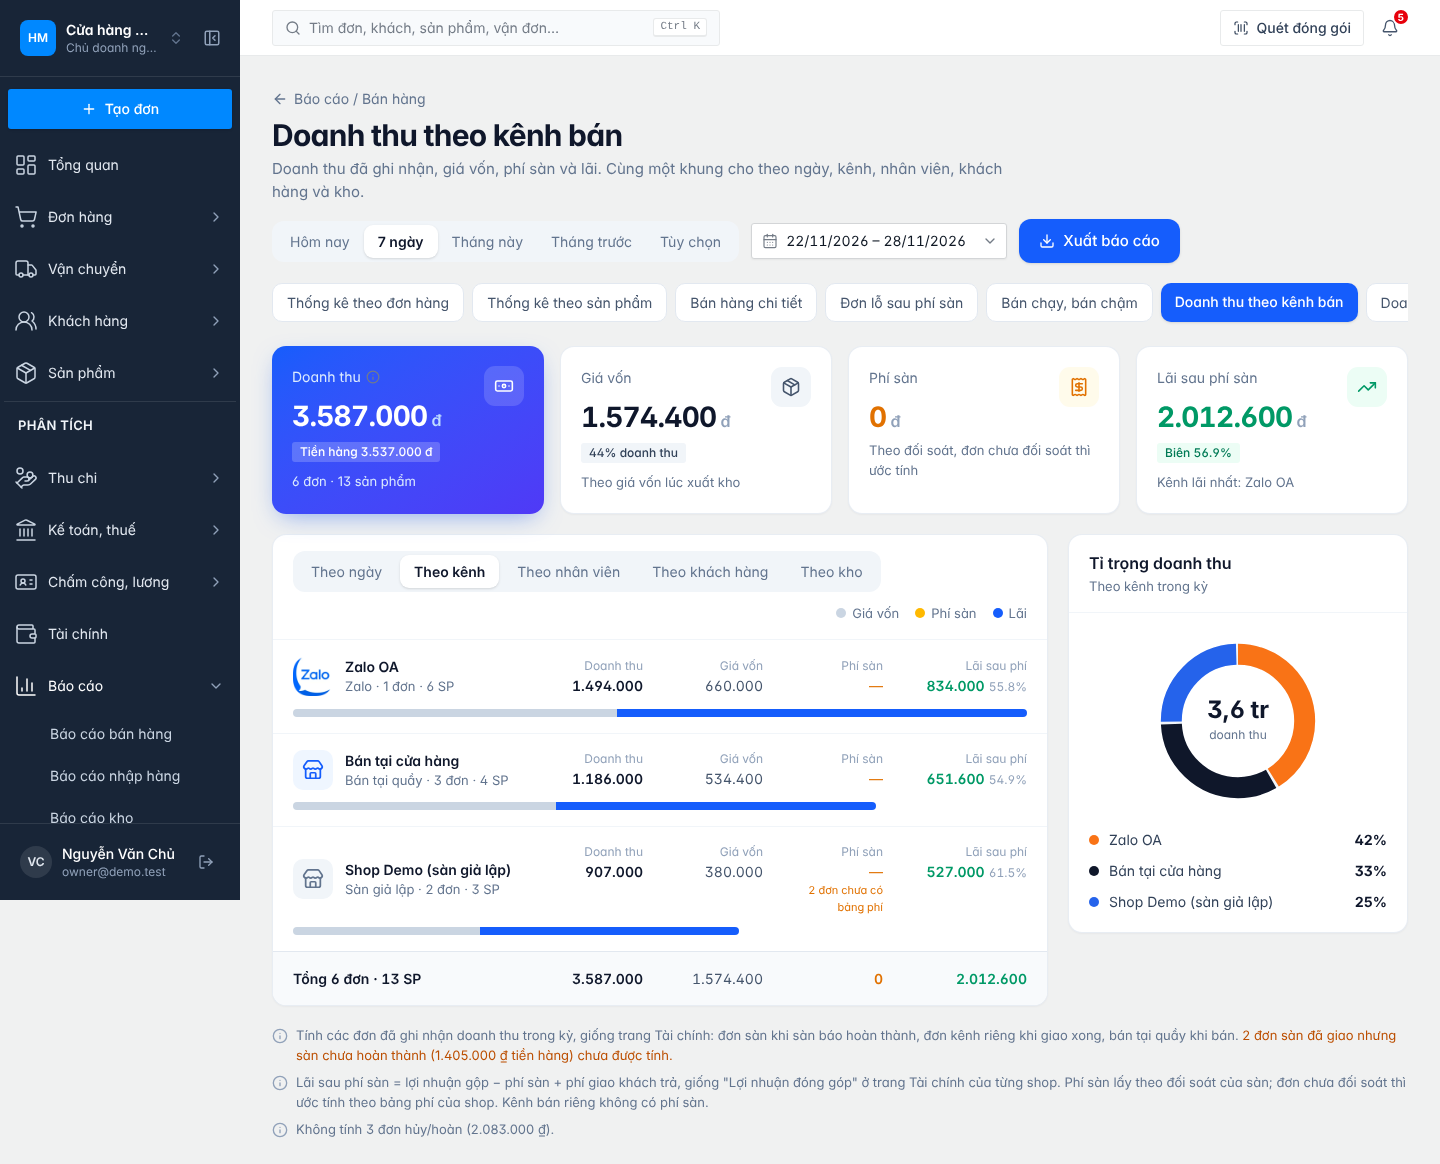 HM
Cửa hàng ...
Chủ doanh ng...
Tạo đơn
Tổng quan
Đơn hàng
Vận chuyển
Khách hàng
Sản phẩm
PHÂN TÍCH
Thu chi
Kế toán, thuế
Chấm công, lương
Tài chính
Báo cáo
Báo cáo bán hàng
Báo cáo nhập hàng
Báo cáo kho
VC
Nguyễn Văn Chủ
owner@demo.test
Tìm đơn, khách, sản phẩm, vận đơn...
Ctrl K
Quét đóng gói
5
Báo cáo / Bán hàng
Doanh thu theo kênh bán
Doanh thu đã ghi nhận, giá vốn, phí sàn và lãi. Cùng một khung cho theo ngày, kênh, nhân viên, khách
hàng và kho.
Hôm nay
7 ngày
Tháng này
Tháng trước
Tùy chọn
22/11/2026 – 28/11/2026
Xuất báo cáo
Thống kê theo đơn hàng
Thống kê theo sản phẩm
Bán hàng chi tiết
Đơn lỗ sau phí sàn
Bán chạy, bán chậm
Doanh thu theo kênh bán
Doa
Doanh thu
3.587.000 đ
Tiền hàng 3.537.000 đ
6 đơn · 13 sản phẩm
Giá vốn
1.574.400 đ
44% doanh thu
Theo giá vốn lúc xuất kho
Phí sàn
0 đ
Theo đối soát, đơn chưa đối soát thì
ước tính
Lãi sau phí sàn
2.012.600 đ
Biên 56.9%
Kênh lãi nhất: Zalo OA
Theo ngày
Theo kênh
Theo nhân viên
Theo khách hàng
Theo kho
Giá vốn
Phí sàn
Lãi
Zalo
Zalo OA
Zalo · 1 đơn · 6 SP
Doanh thu
1.494.000
Giá vốn
660.000
Phí sàn
—
Lãi sau phí
834.000 55.8%
Bán tại cửa hàng
Bán tại quầy · 3 đơn · 4 SP
Doanh thu
1.186.000
Giá vốn
534.400
Phí sàn
—
Lãi sau phí
651.600 54.9%
Shop Demo (sàn giả lập)
Sàn giả lập · 2 đơn · 3 SP
Doanh thu
907.000
Giá vốn
380.000
Phí sàn
—
2 đơn chưa có
bảng phí
Lãi sau phí
527.000 61.5%
Tổng 6 đơn · 13 SP
3.587.000
1.574.400
0
2.012.600
Tỉ trọng doanh thu
Theo kênh trong kỳ
3,6 tr
doanh thu
Zalo OA
42%
Bán tại cửa hàng
33%
Shop Demo (sàn giả lập)
25%
Tính các đơn đã ghi nhận doanh thu trong kỳ, giống trang Tài chính: đơn sàn khi sàn báo hoàn thành, đơn kênh riêng khi giao xong, bán tại quầy khi bán. 2 đơn sàn đã giao nhưng
sàn chưa hoàn thành (1.405.000 ₫ tiền hàng) chưa được tính.
Lãi sau phí sàn = lợi nhuận gộp − phí sàn + phí giao khách trả, giống "Lợi nhuận đóng góp" ở trang Tài chính của từng shop. Phí sàn lấy theo đối soát của sàn; đơn chưa đối soát thì
ước tính theo bảng phí của shop. Kênh bán riêng không có phí sàn.
Không tính 3 đơn hủy/hoàn (2.083.000 ₫).